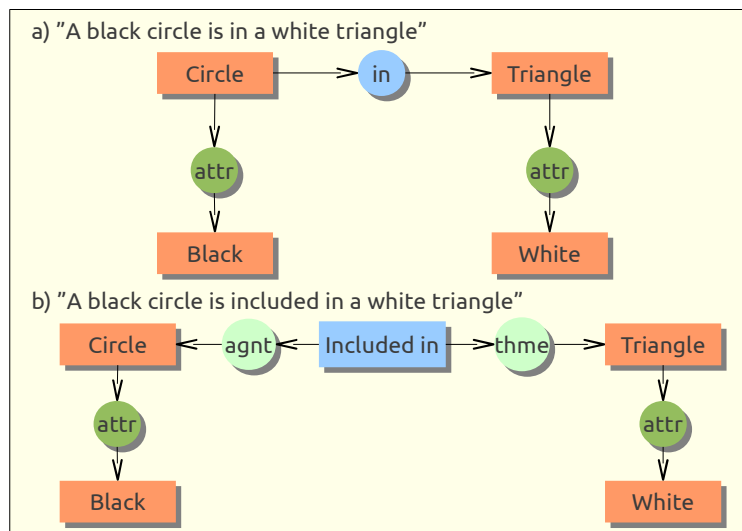 a) ”A black circle is in a white triangle”
Circle in Triangle
attr attr
Black White
b) ”A black circle is included in a white triangle”
Circle agnt Included in thme Triangle
attr attr
Black White